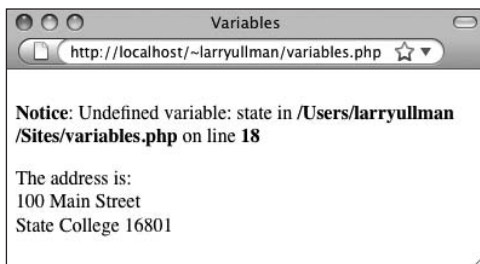 Variables
http://localhost/~larryullman/variables.php
Notice: Undefined variable: state in /Users/larryullman
/Sites/variables.php on line 18
The address is:
100 Main Street
State College 16801